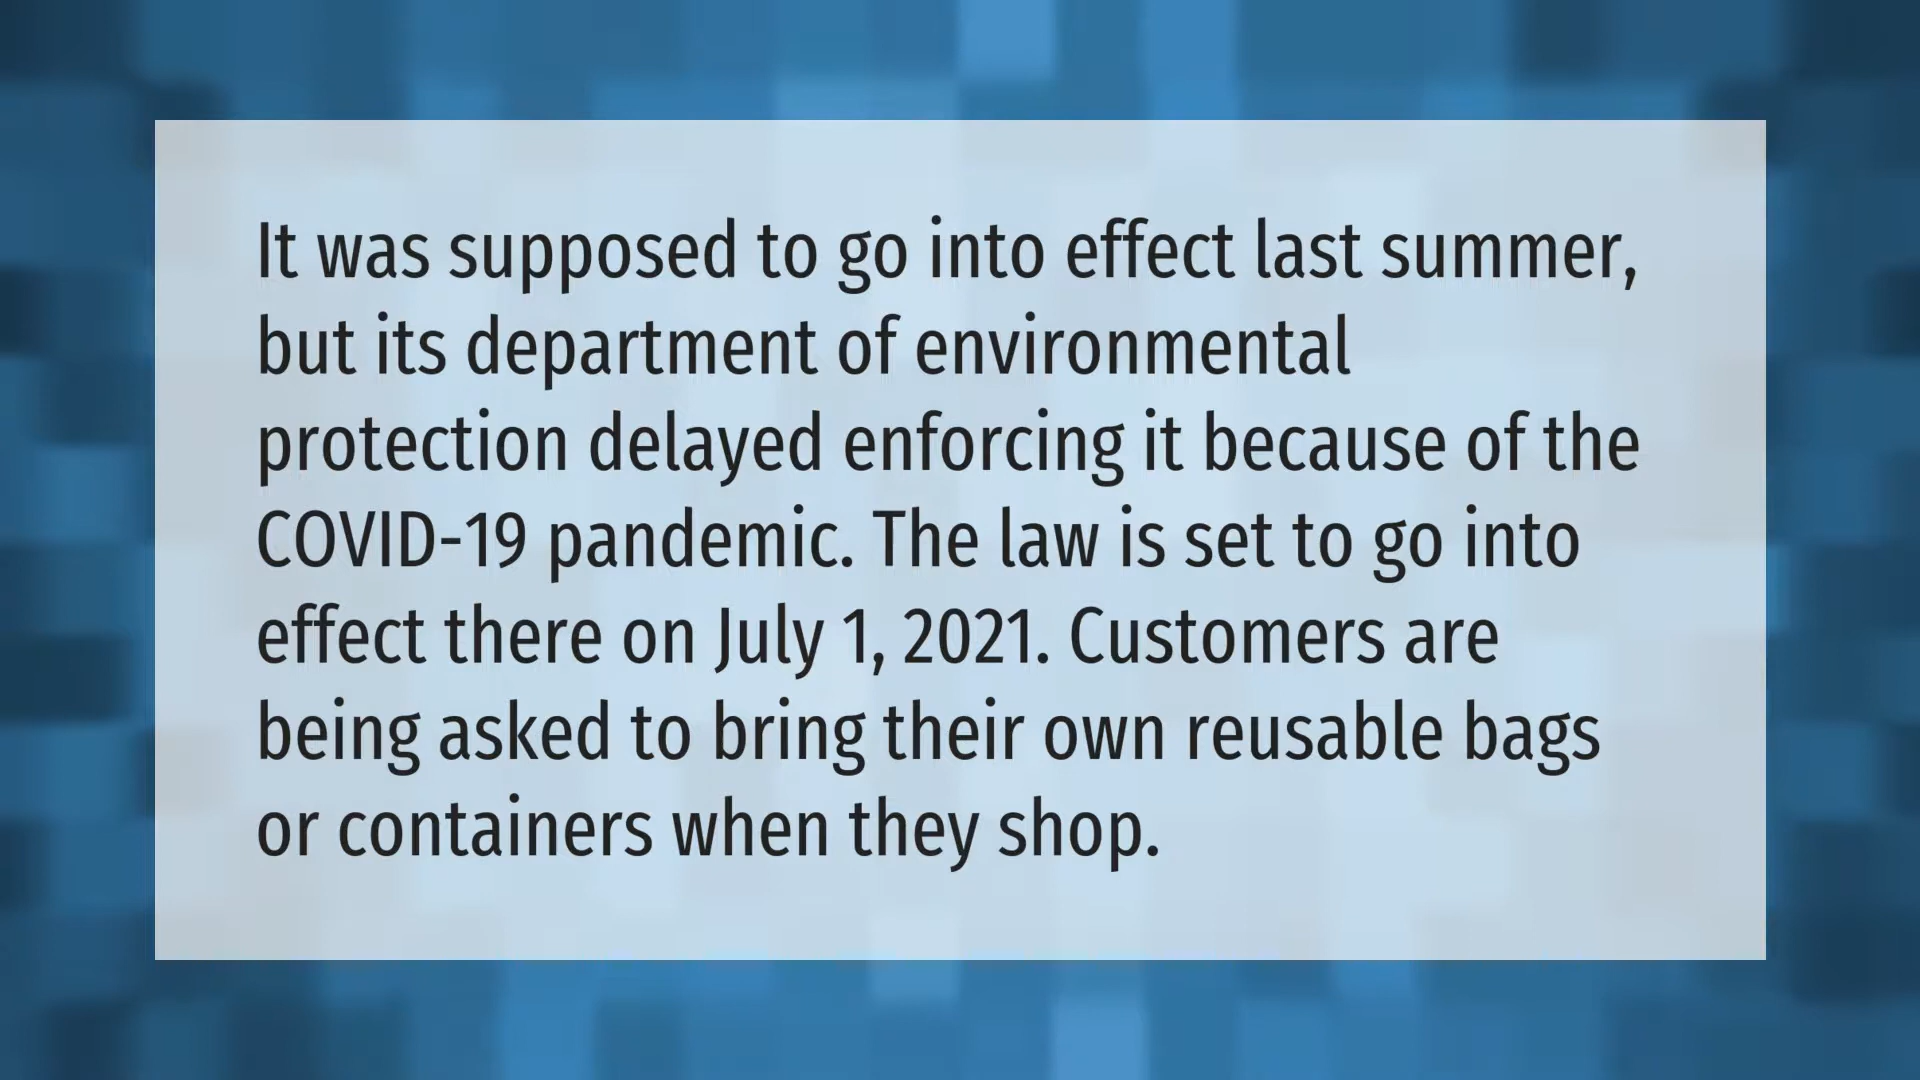 It was supposed to go into effect last summer,
but its department of environmental
protection delayed enforcing it because of the
COVID-19 pandemic. The law is set to go into
effect there on July 1, 2021. Customers are
being asked to bring their own reusable bags
or containers when they shop.